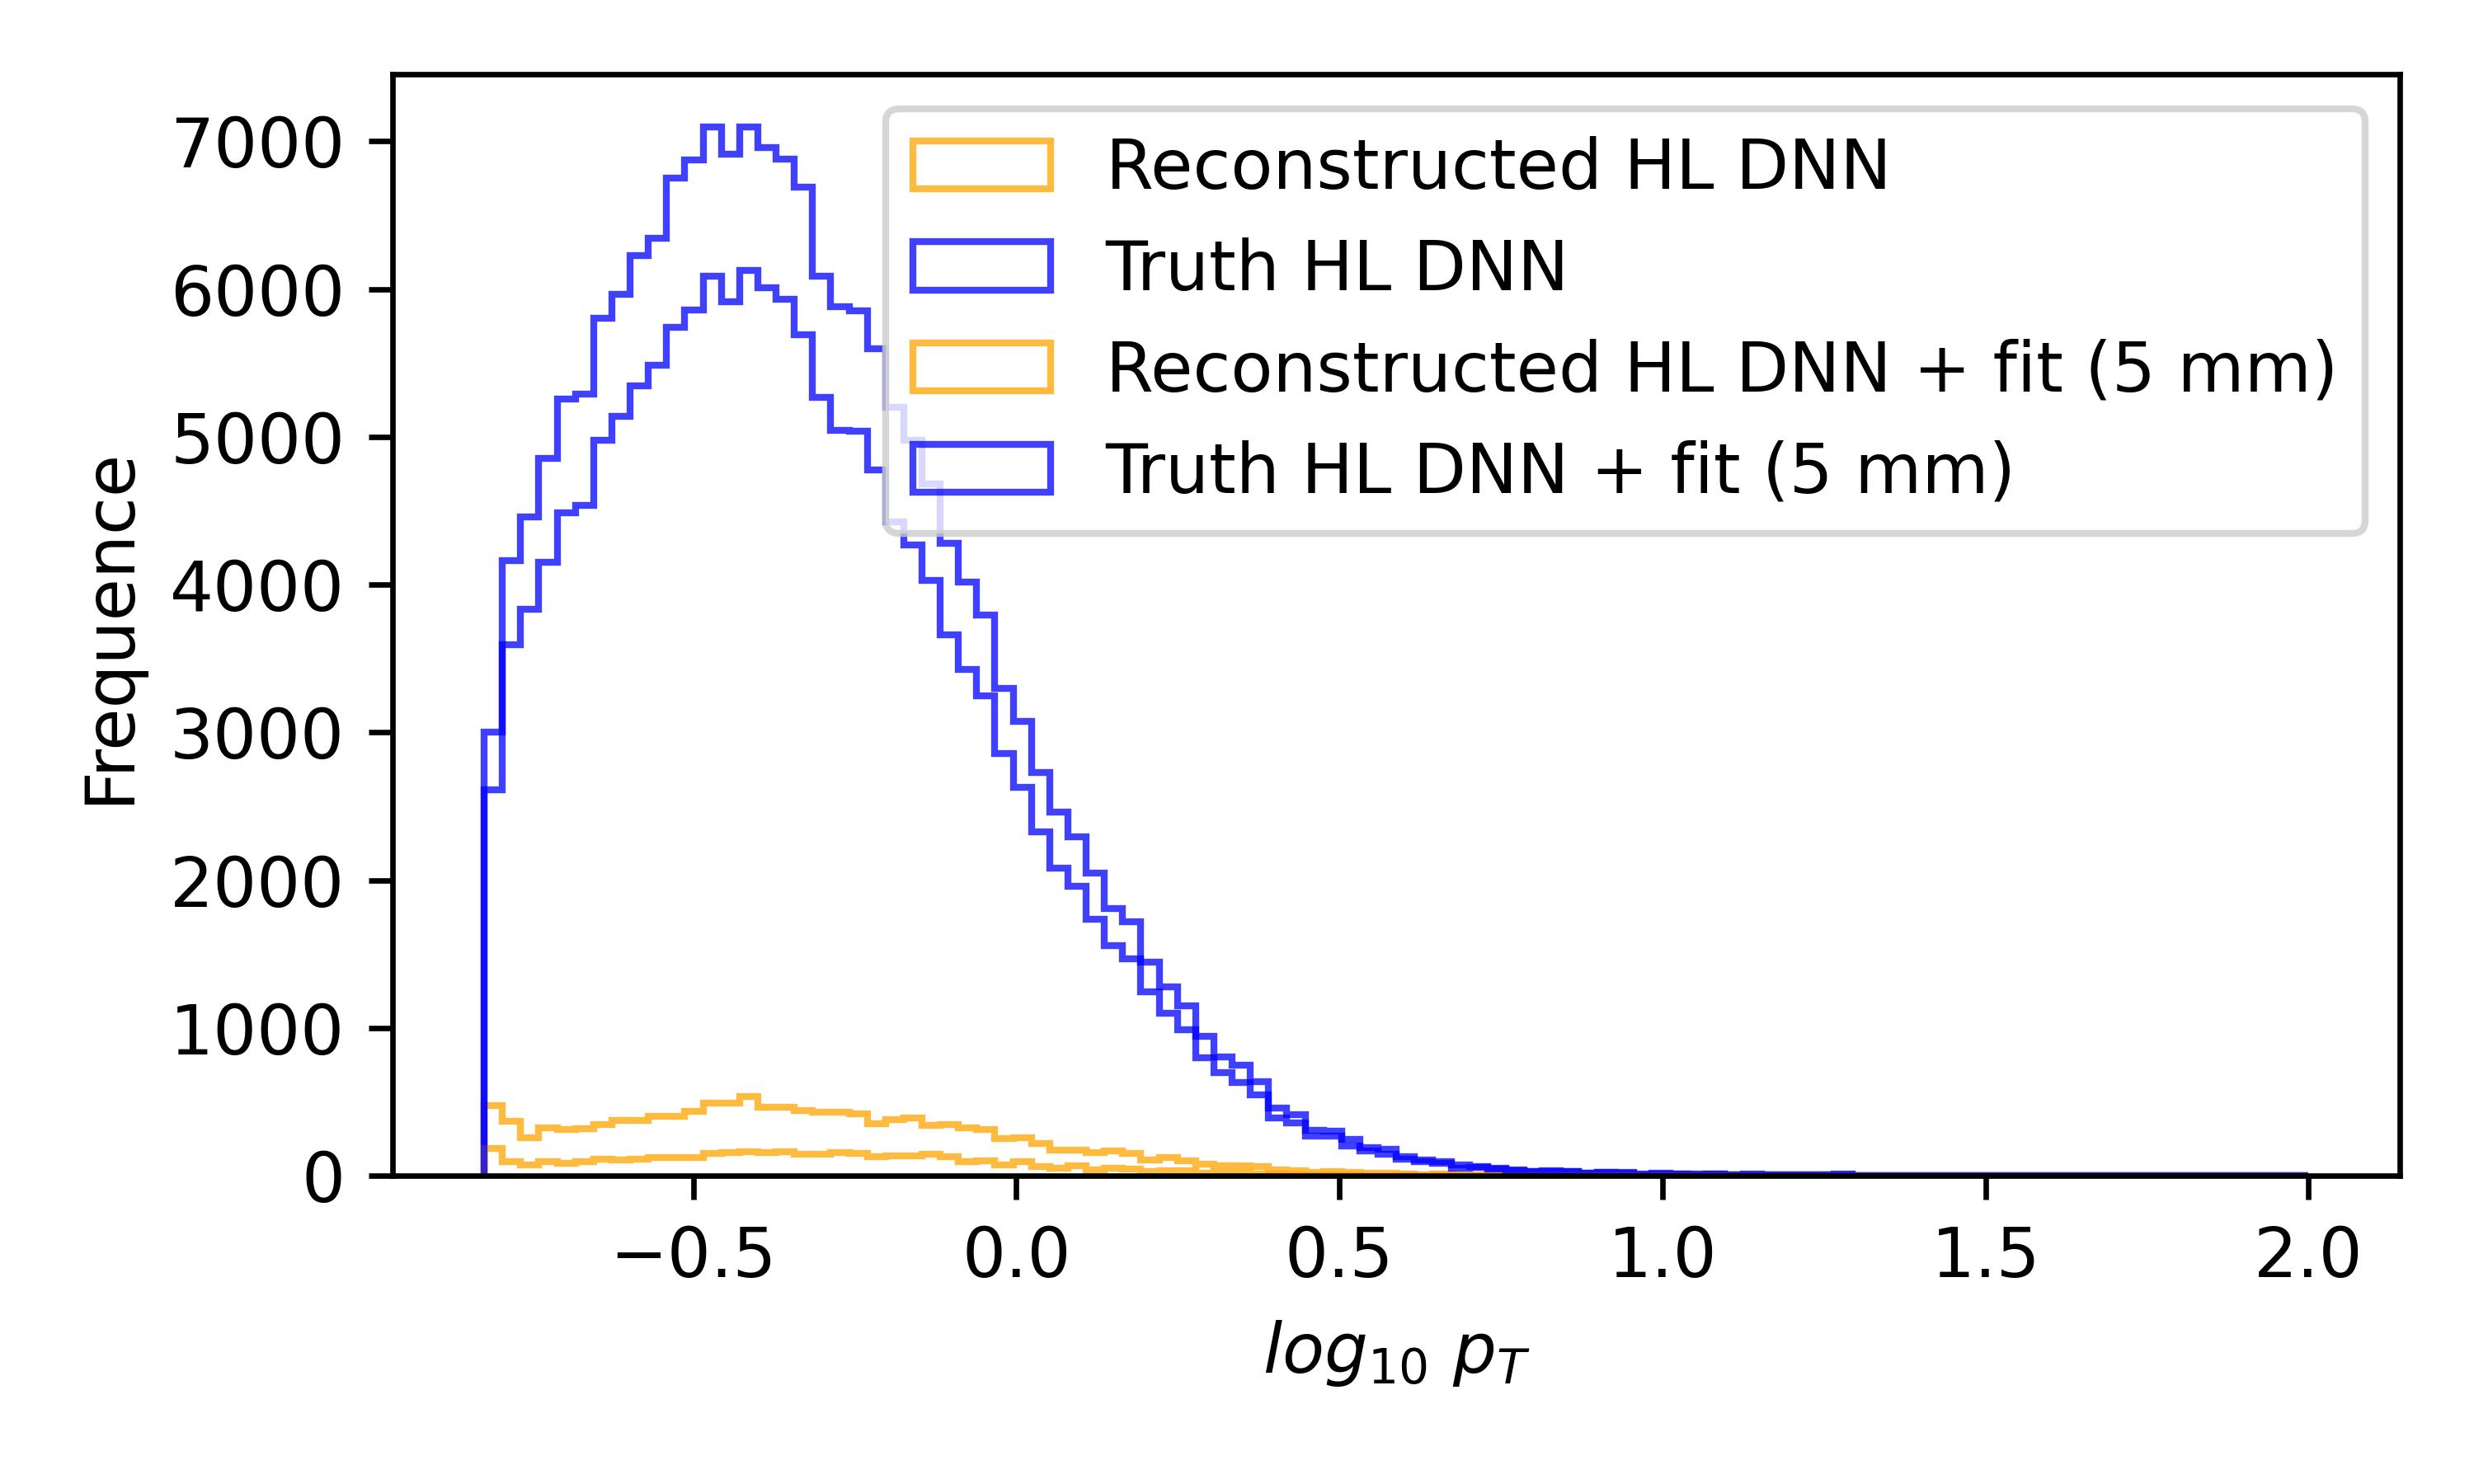 7000
6000
5000
4000
3000
2000
1000
0
Frequence
Reconstructed HL DNN
Truth HL DNN
Reconstructed HL DNN + fit (5 mm)
Truth HL DNN + fit (5 mm)
−0.5 0.0 0.5 1.0 1.5 2.0
log₁₀ p_T